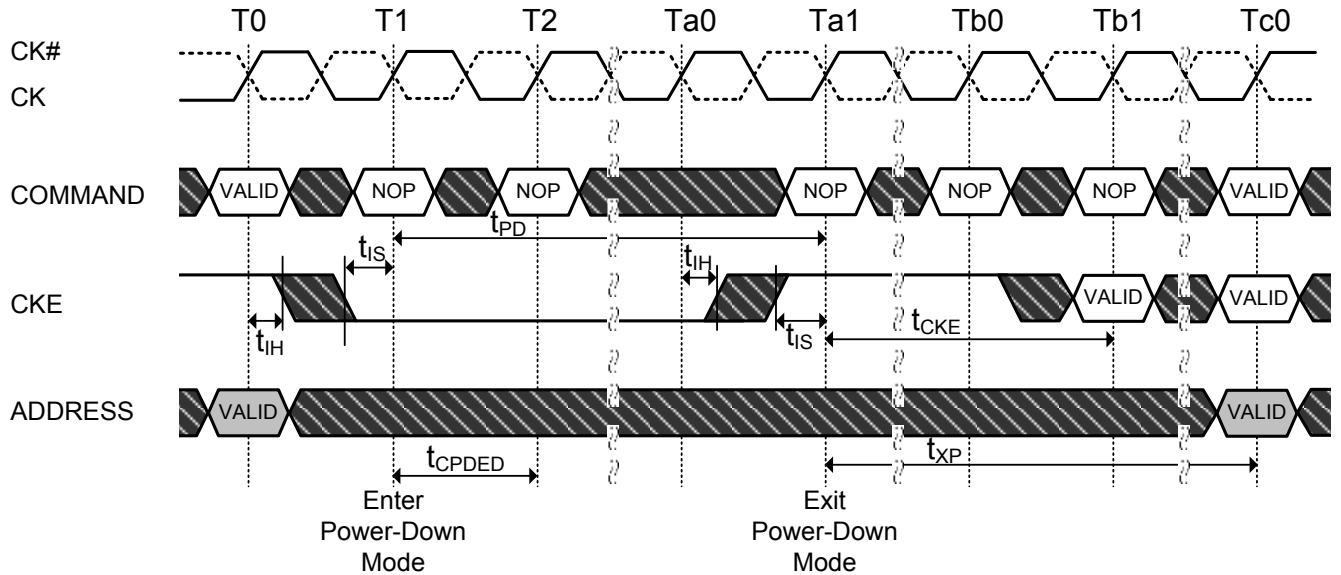 T0 T1 T2 Ta0 Ta1 Tb0 Tb1 Tc0
CK#
CK
COMMAND VALID NOP NOP NOP NOP NOP VALID
tPD
tIS tIH
CKE VALID VALID
tIH tIS tCKE
ADDRESS VALID VALID
tCPDED tXP
Enter Power-Down Mode
Exit Power-Down Mode